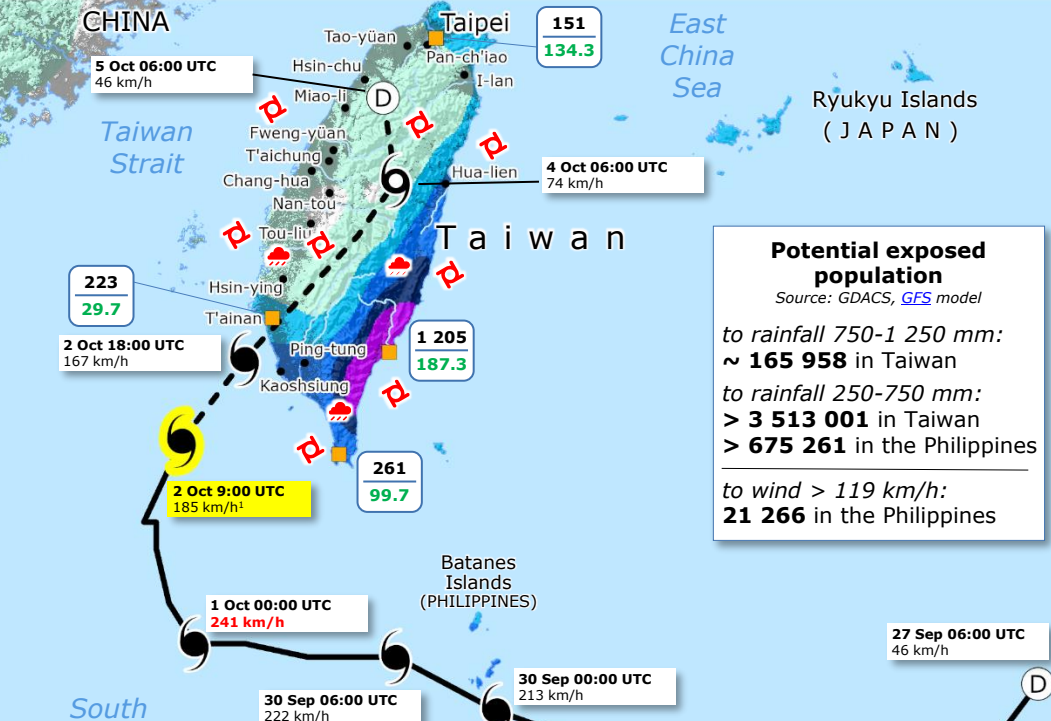 CHINA
Taipei
Tao-yüan
Pan-ch'iao
151
134.3
East
China
Sea
5 Oct 06:00 UTC
46 km/h
Hsin-chu
I-lan
D
Miao-li
Ryukyu Islands
( J A P A N )
Taiwan
Strait
Fweng-yüan
T'aichung
Chang-hua
Hua-lien
4 Oct 06:00 UTC
74 km/h
Nan-tou
Tou-liu
T a i w a n
Potential exposed
population
Source: GDACS, GFS model
to rainfall 750-1 250 mm:
~ 165 958 in Taiwan
to rainfall 250-750 mm:
> 3 513 001 in Taiwan
> 675 261 in the Philippines
to wind > 119 km/h:
21 266 in the Philippines
223
29.7
Hsin-ying
T'ainan
2 Oct 18:00 UTC
167 km/h
Ping-tung
1 205
187.3
Kaoshsiung
261
99.7
2 Oct 9:00 UTC
185 km/h¹
Batanes
Islands
(PHILIPPINES)
1 Oct 00:00 UTC
241 km/h
27 Sep 06:00 UTC
46 km/h
D
30 Sep 00:00 UTC
213 km/h
30 Sep 06:00 UTC
222 km/h
South